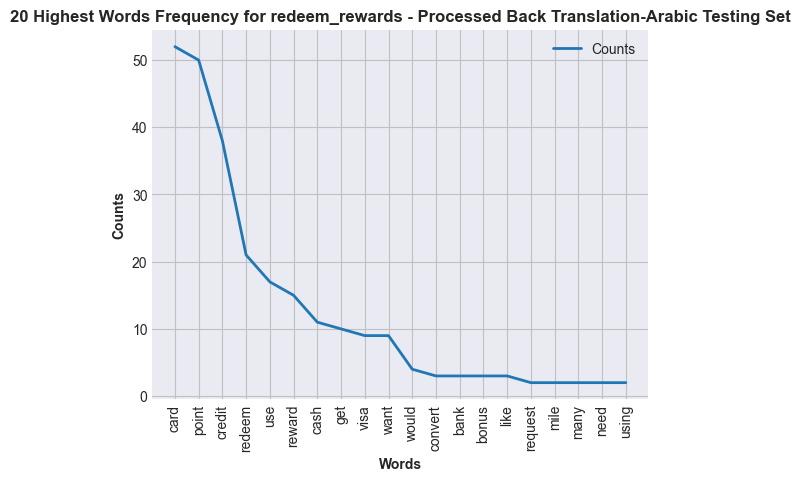 20 Highest Words Frequency for redeem_rewards - Processed Back Translation-Arabic Testing Set
Counts
50
40
30
20
10
0
Counts
card
point
credit
redeem
use
reward
cash
get
visa
want
would
convert
bank
bonus
like
request
mile
many
need
using
Words